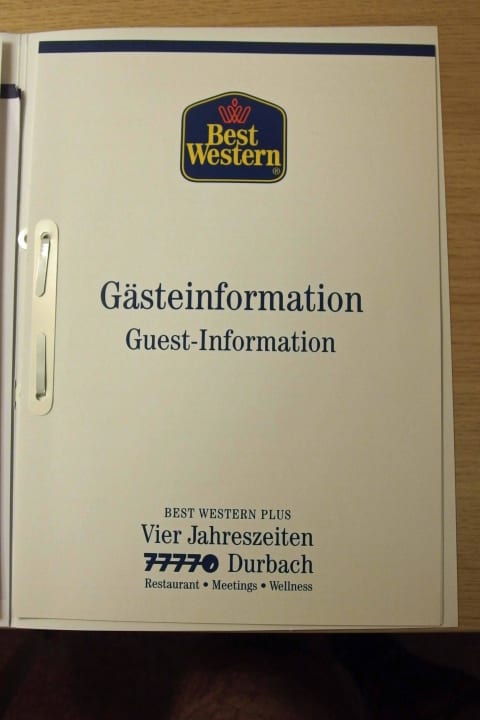 Best
Western®
Gästeinformation
Guest-Information
BEST WESTERN PLUS
Vier Jahreszeiten
77770 Durbach
Restaurant • Meetings • Wellness